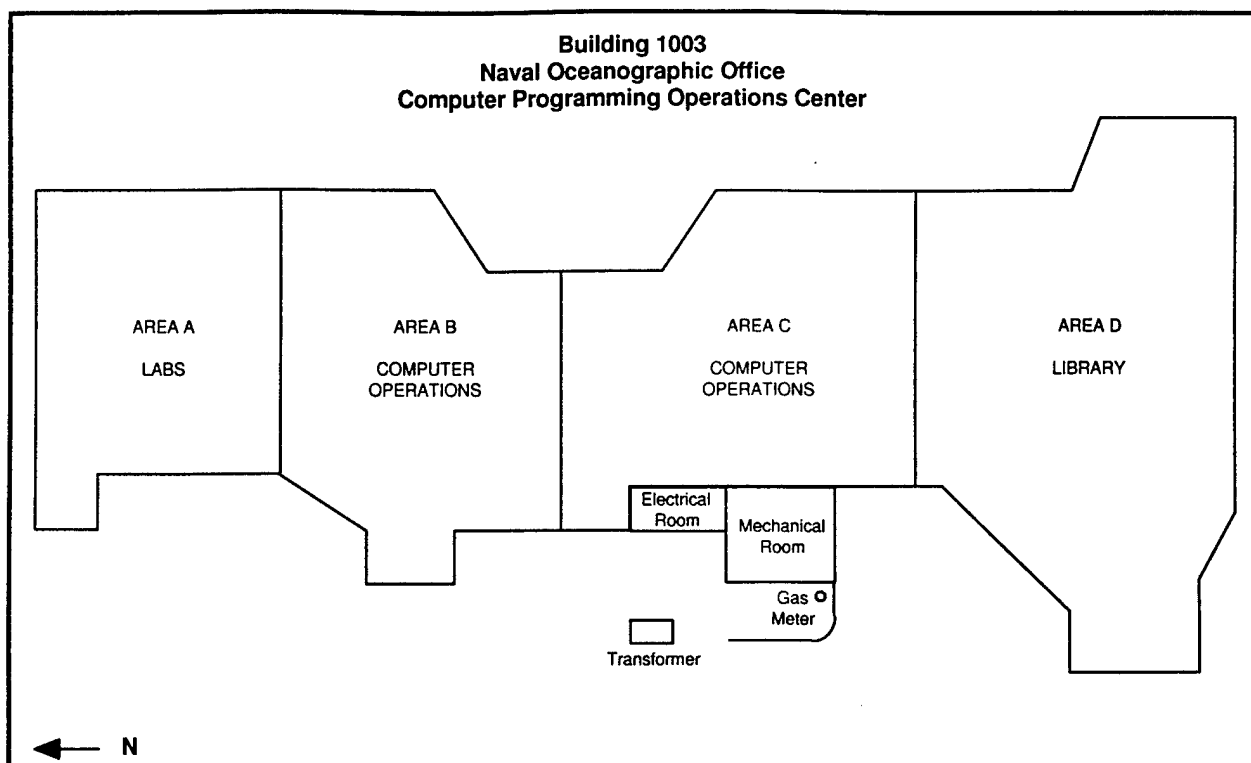 Building 1003
Naval Oceanographic Office
Computer Programming Operations Center
AREA A
LABS
AREA B
COMPUTER
OPERATIONS
AREA C
COMPUTER
OPERATIONS
AREA D
LIBRARY
Electrical
Room
Mechanical
Room
Gas
Meter
Transformer
N